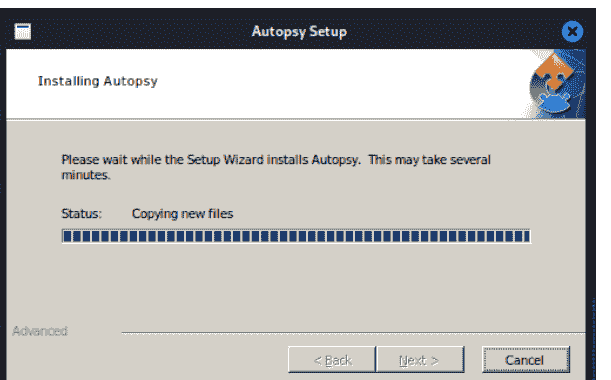 Autopsy Setup
Installing Autopsy
Please wait while the Setup Wizard installs Autopsy. This may take several
minutes.
Status: Copying new files
Advanced
< Back Next > Cancel